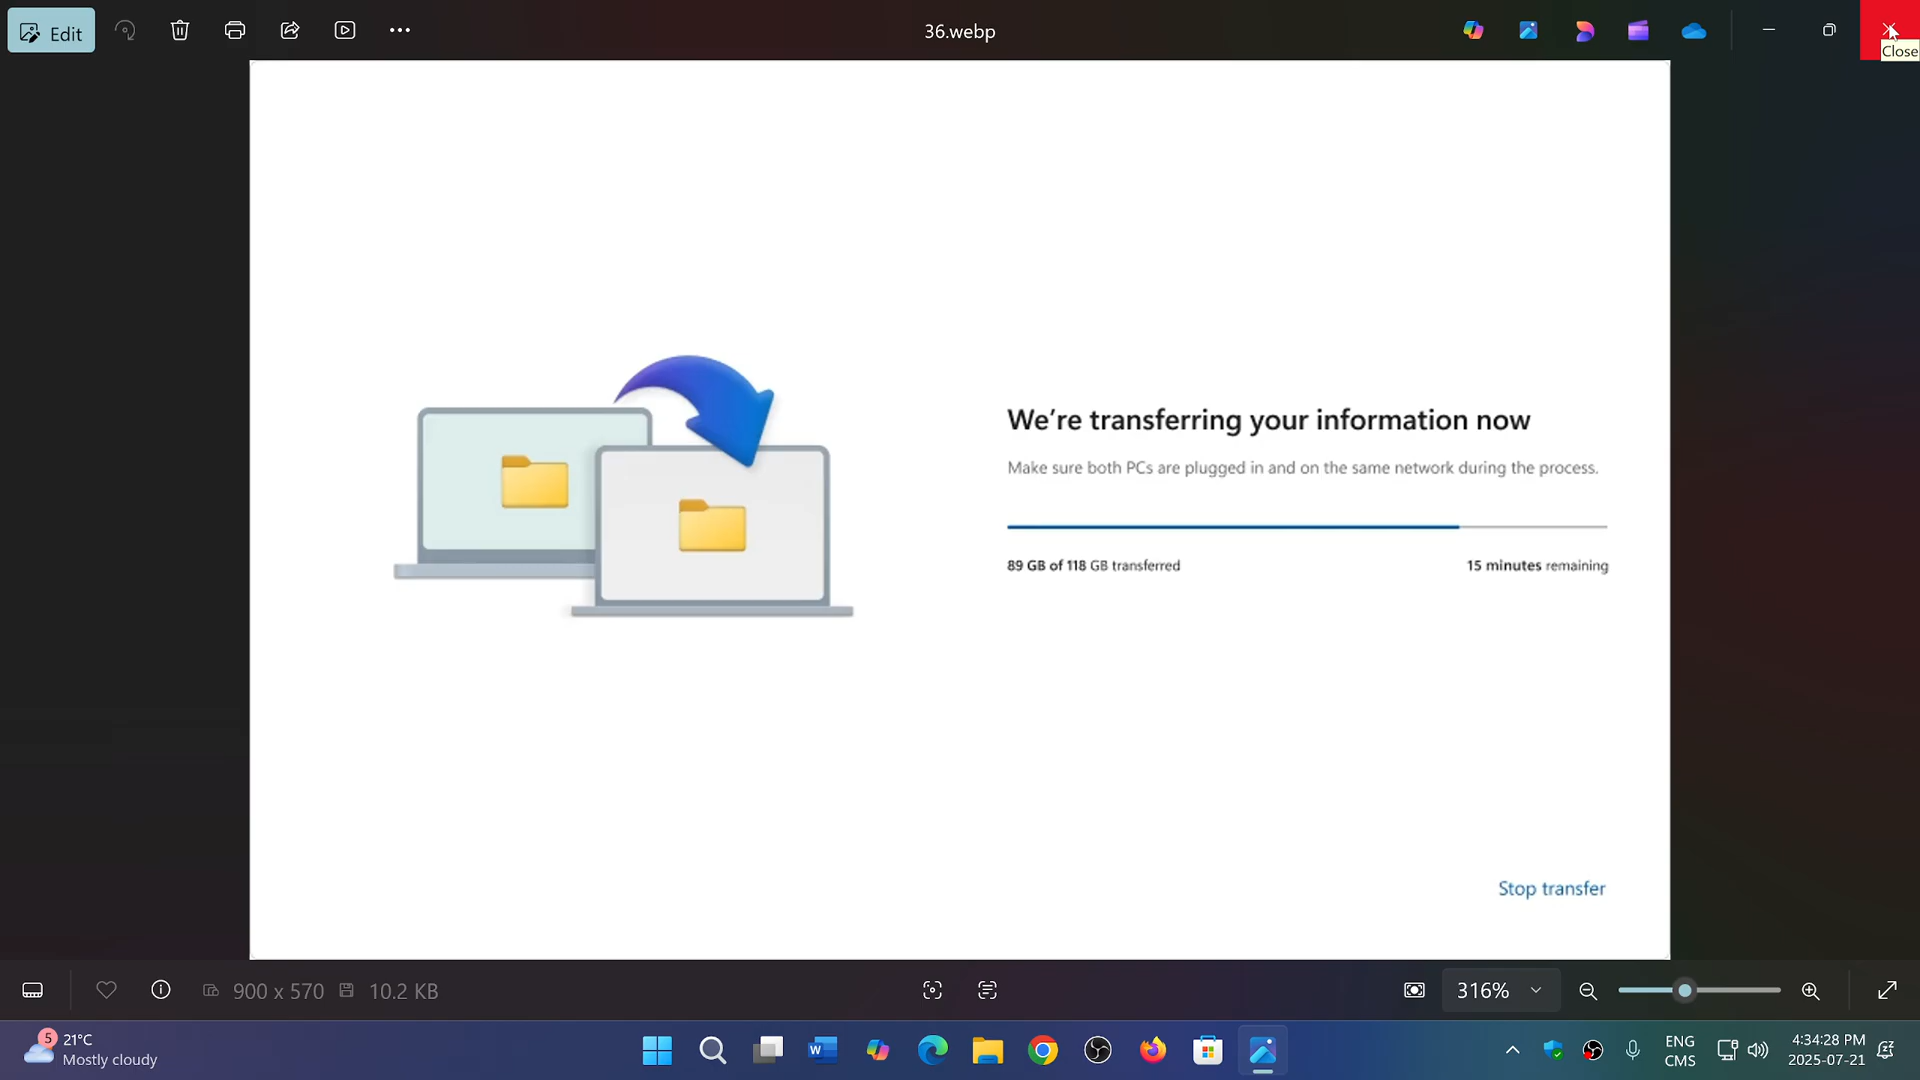 Edit
36.webp
Close
We're transferring your information now
Make sure both PCs are plugged in and on the same network during the process.
89 GB of 118 GB transferred
15 minutes remaining
Stop transfer
900 x 570
10.2 KB
316%
5
21°C
Mostly cloudy
W
ENG
CMS
4:34:28 PM
2025-07-21